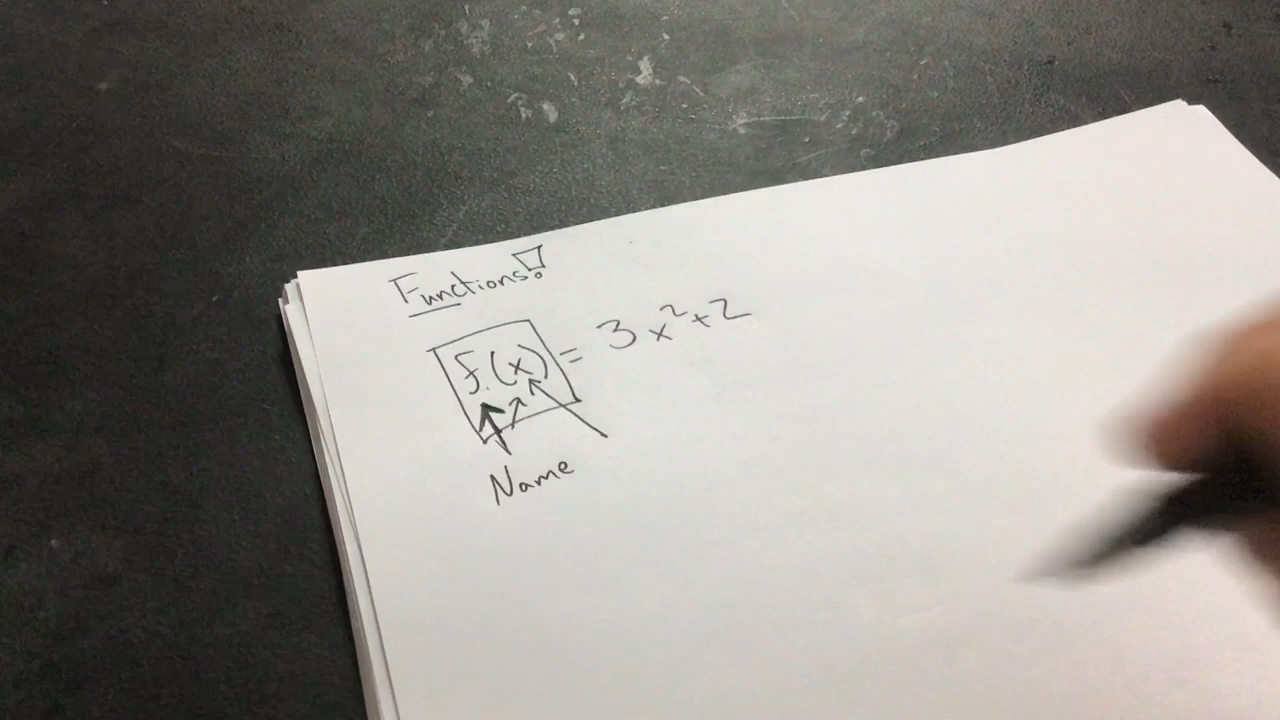 Functions!
f(x) = 3x²+2
Name